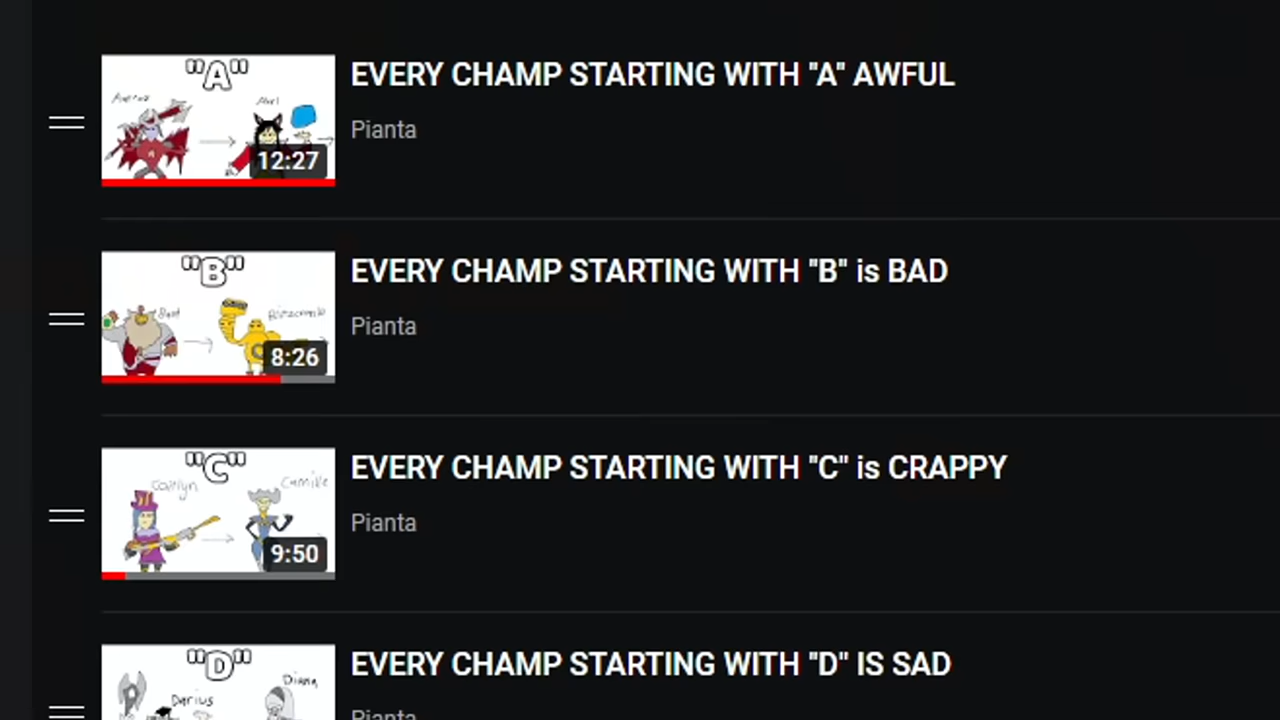 "A"
Aatrox Ahri
12:27
EVERY CHAMP STARTING WITH "A" AWFUL
Pianta
"B"
Bard Blitzcrank
8:26
EVERY CHAMP STARTING WITH "B" is BAD
Pianta
"C"
Caitlyn Camille
9:50
EVERY CHAMP STARTING WITH "C" is CRAPPY
Pianta
"D"
Darius Diana
EVERY CHAMP STARTING WITH "D" IS SAD
Pianta